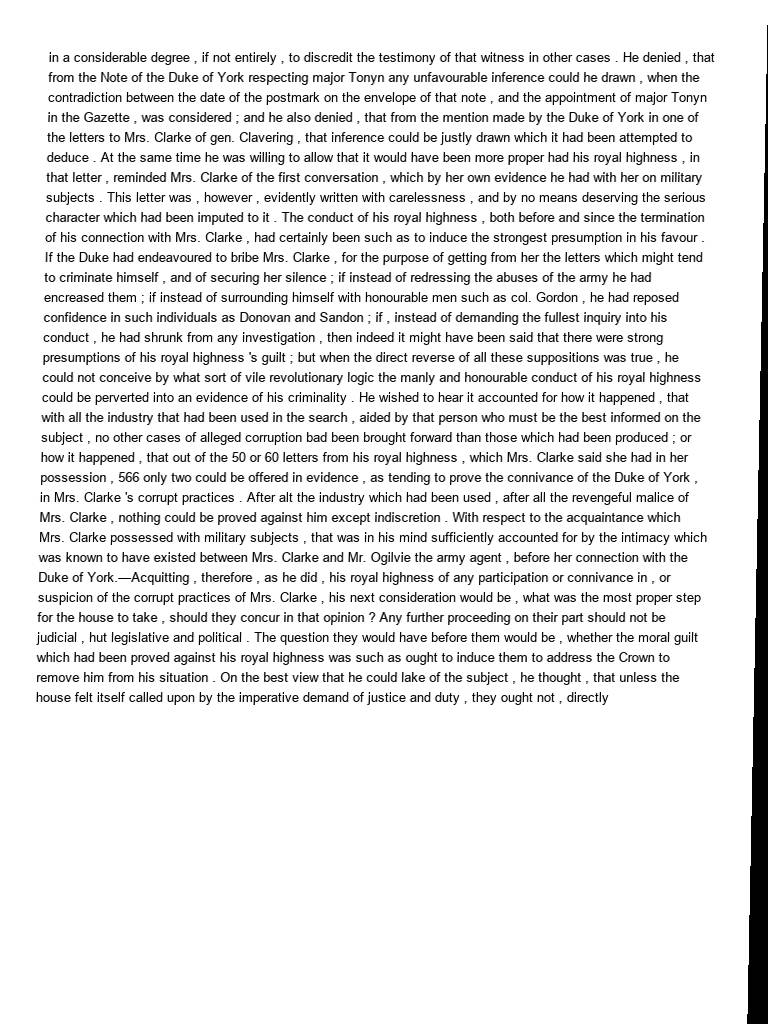 in a considerable degree , if not entirely , to discredit the testimony of that witness in other cases . He denied , that
from the Note of the Duke of York respecting major Tonyn any unfavourable inference could he drawn , when the
contradiction between the date of the postmark on the envelope of that note , and the appointment of major Tonyn
in the Gazette , was considered ; and he also denied , that from the mention made by the Duke of York in one of
the letters to Mrs. Clarke of gen. Clavering , that inference could be justly drawn which it had been attempted to
deduce . At the same time he was willing to allow that it would have been more proper had his royal highness , in
that letter , reminded Mrs. Clarke of the first conversation , which by her own evidence he had with her on military
subjects . This letter was , however , evidently written with carelessness , and by no means deserving the serious
character which had been imputed to it . The conduct of his royal highness , both before and since the termination
of his connection with Mrs. Clarke , had certainly been such as to induce the strongest presumption in his favour .
If the Duke had endeavoured to bribe Mrs. Clarke , for the purpose of getting from her the letters which might tend
to criminate himself , and of securing her silence ; if instead of redressing the abuses of the army he had
encreased them ; if instead of surrounding himself with honourable men such as col. Gordon , he had reposed
confidence in such individuals as Donovan and Sandon ; if , instead of demanding the fullest inquiry into his
conduct , he had shrunk from any investigation , then indeed it might have been said that there were strong
presumptions of his royal highness 's guilt ; but when the direct reverse of all these suppositions was true , he
could not conceive by what sort of vile revolutionary logic the manly and honourable conduct of his royal highness
could be perverted into an evidence of his criminality . He wished to hear it accounted for how it happened , that
with all the industry that had been used in the search , aided by that person who must be the best informed on the
subject , no other cases of alleged corruption bad been brought forward than those which had been produced ; or
how it happened , that out of the 50 or 60 letters from his royal highness , which Mrs. Clarke said she had in her
possession , 566 only two could be offered in evidence , as tending to prove the connivance of the Duke of York ,
in Mrs. Clarke 's corrupt practices . After alt the industry which had been used , after all the revengeful malice of
Mrs. Clarke , nothing could be proved against him except indiscretion . With respect to the acquaintance which
Mrs. Clarke possessed with military subjects , that was in his mind sufficiently accounted for by the intimacy which
was known to have existed between Mrs. Clarke and Mr. Ogilvie the army agent , before her connection with the
Duke of York.—Acquitting , therefore , as he did , his royal highness of any participation or connivance in , or
suspicion of the corrupt practices of Mrs. Clarke , his next consideration would be , what was the most proper step
for the house to take , should they concur in that opinion ? Any further proceeding on their part should not be
judicial , hut legislative and political . The question they would have before them would be , whether the moral guilt
which had been proved against his royal highness was such as ought to induce them to address the Crown to
remove him from his situation . On the best view that he could lake of the subject , he thought , that unless the
house felt itself called upon by the imperative demand of justice and duty , they ought not , directly